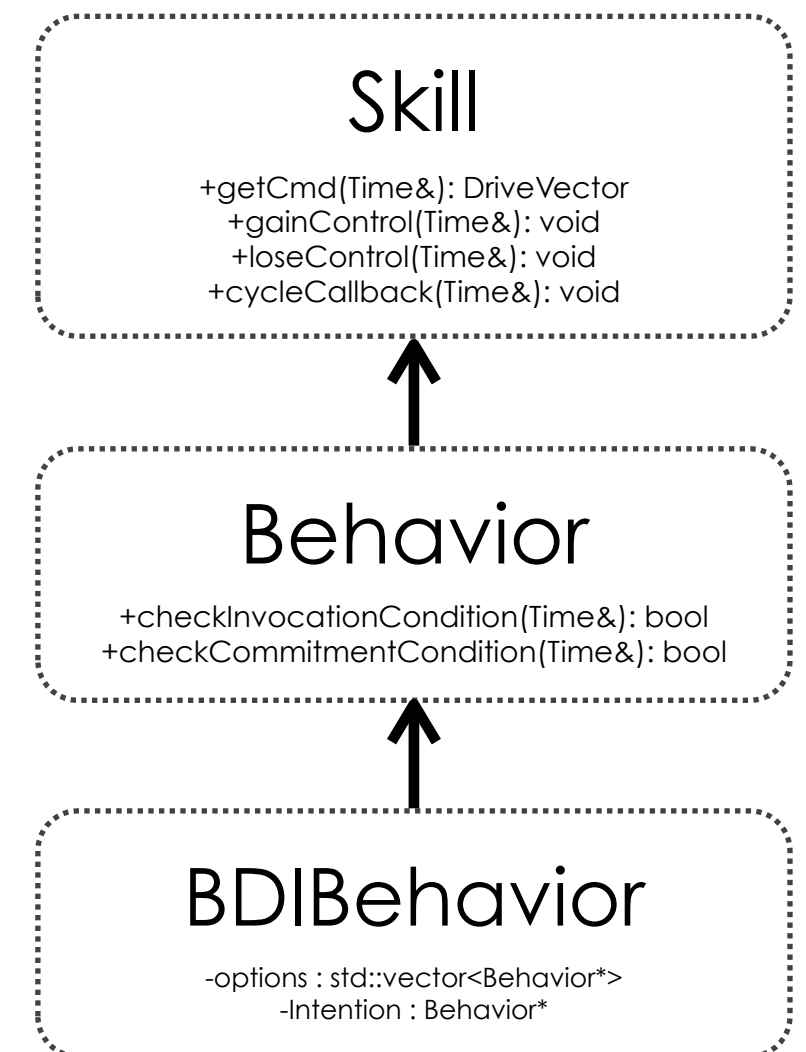 Skill
+getCmd(Time&): DriveVector
+gainControl(Time&): void
+loseControl(Time&): void
+cycleCallback(Time&): void
Behavior
+checkInvocationCondition(Time&): bool
+checkCommitmentCondition(Time&): bool
BDIBehavior
-options : std::vector<Behavior*>
-Intention : Behavior*